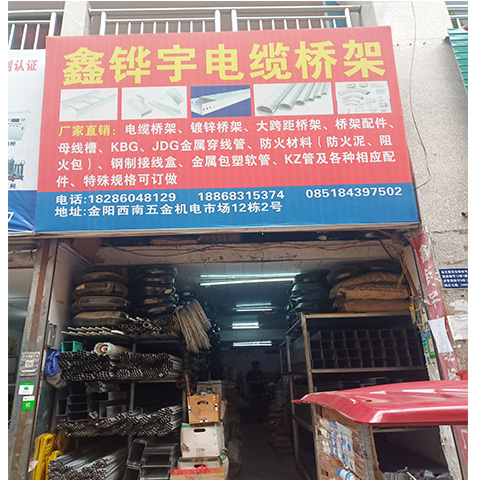 鑫铧宇电缆桥架
厂家直销：电缆桥架、镀锌桥架、大跨距桥架、桥架配件、
母线槽、KBG、JDG金属穿线管、防火材料（防火泥、阻
火包）、钢制接线盒、金属包塑软管、KZ管及各种相应配
件、特殊规格可订做
电话:18286048129 18868315374 085184397502
地址:金阳西南五金机电市场12栋2号
认证